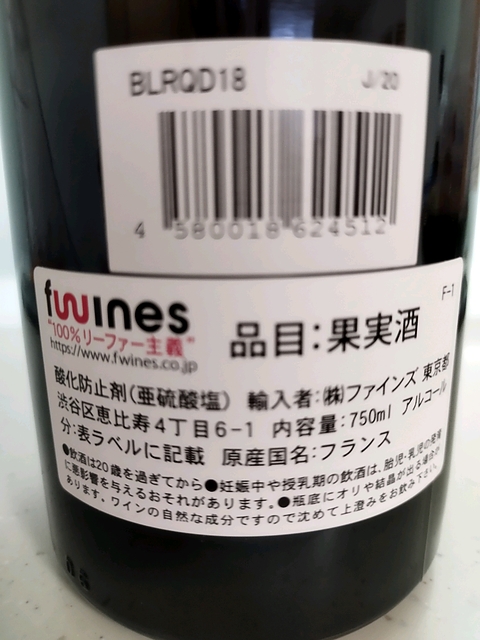 BLRQD18 J/20
4 580018 624512
fwines
"100%リーファー主義"
https://www.fwines.co.jp
F-1
品目:果実酒
酸化防止剤(亜硫酸塩) 輸入者:㈱ファインズ 東京都
渋谷区恵比寿4丁目6-1 内容量:750ml アルコール
分:表ラベルに記載 原産国名:フランス
●飲酒は20歳を過ぎてから●妊娠中や授乳期の飲酒は、胎児・乳児の発育
に悪影響を与えるおそれがあります。●瓶底にオリや結晶が出る場合が
あります。ワインの自然な成分ですので沈めて上澄みをお飲み下さい。